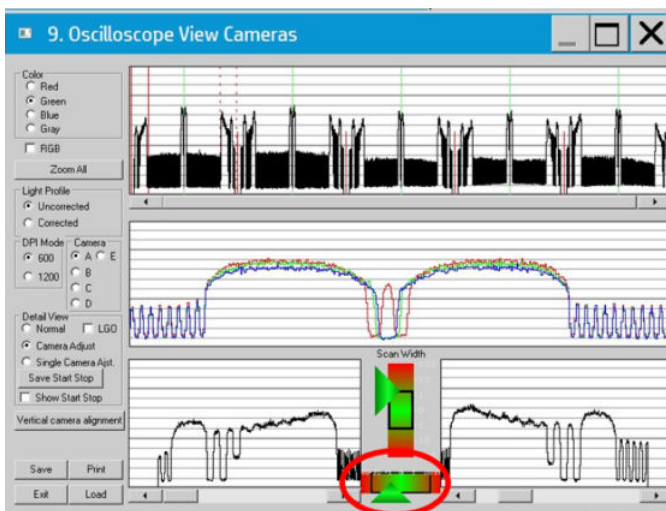 9. Oscilloscope View Cameras
Color
Red
Green
Blue
Gray
RGB
Zoom All
Light Profile
Uncorrected
Corrected
DPI Mode
Camera
600
A
E
1200
B
C
D
Detail View
Normal
LGO
Camera Adjust
Single Camera Ajst.
Save Start Stop
Show Start Stop
Vertical camera alignment
Scan Width
Save
Print
Exit
Load